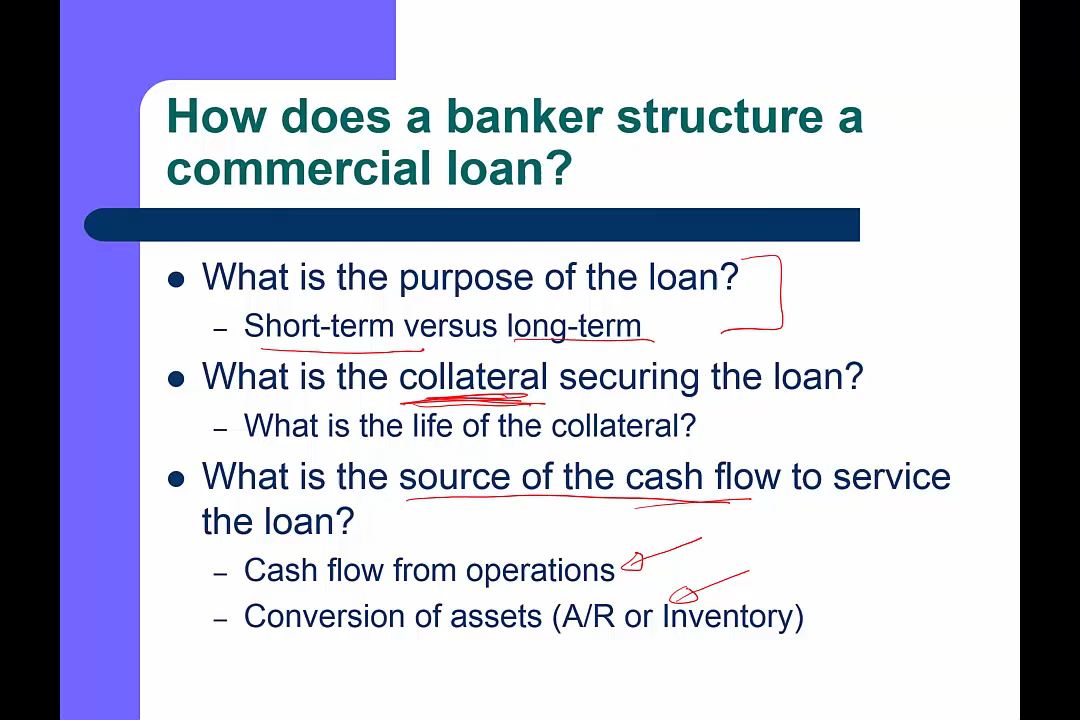 How does a banker structure a
commercial loan?
● What is the purpose of the loan?
– Short-term versus long-term
● What is the collateral securing the loan?
– What is the life of the collateral?
● What is the source of the cash flow to service
the loan?
– Cash flow from operations
– Conversion of assets (A/R or Inventory)